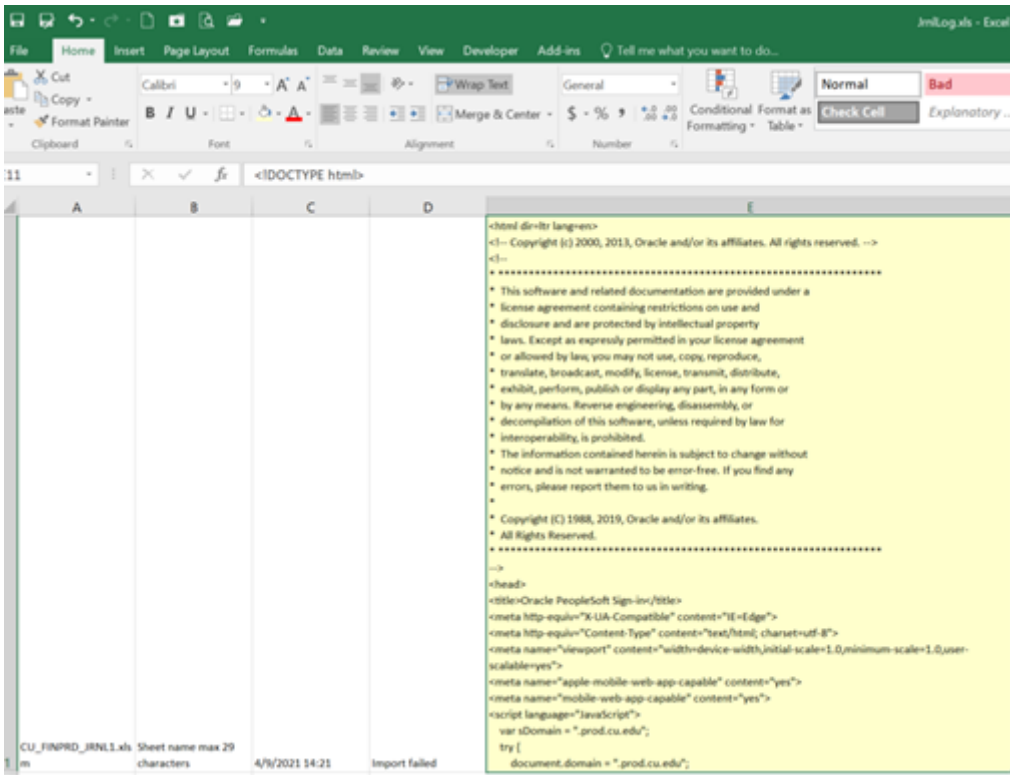 JrnlLog.xls - Excel
File Home Insert Page Layout Formulas Data Review View Developer Add-ins Tell me what you want to do...
Cut
Copy
Format Painter
Clipboard
Calibri 9
B I U
Font
Wrap Text
Merge & Center
Alignment
General
$ - % ,
Number
Conditional Formatting
Format as Table
Normal
Bad
Check Cell
Explanatory ...
<!DOCTYPE html>
A B C D E
<html dir=ltr lang=en>
<!-- Copyright (c) 2000, 2013, Oracle and/or its affiliates. All rights reserved. -->
<!--
* ******************************************************************
* This software and related documentation are provided under a
* license agreement containing restrictions on use and
* disclosure and are protected by intellectual property
* laws. Except as expressly permitted in your license agreement
* or allowed by law, you may not use, copy, reproduce,
* translate, broadcast, modify, license, transmit, distribute,
* exhibit, perform, publish or display any part, in any form or
* by any means. Reverse engineering, disassembly, or
* decompilation of this software, unless required by law for
* interoperability, is prohibited.
* The information contained herein is subject to change without
* notice and is not warranted to be error-free. If you find any
* errors, please report them to us in writing.
*
* Copyright (C) 1988, 2019, Oracle and/or its affiliates.
* All Rights Reserved.
* ******************************************************************
-->
<head>
<title>Oracle PeopleSoft Sign-in</title>
<meta http-equiv="X-UA-Compatible" content="IE=Edge">
<meta http-equiv="Content-Type" content="text/html; charset=utf-8">
<meta name="viewport" content="width=device-width,initial-scale=1.0,minimum-scale=1.0,user-
scalable=yes">
<meta name="apple-mobile-web-app-capable" content="yes">
<meta name="mobile-web-app-capable" content="yes">
<script language="JavaScript">
var sDomain = ".prod.cu.edu";
try {
document.domain = ".prod.cu.edu";
CU_FINPRD_JRNL1.xls
m
Sheet name max 29
characters
4/9/2021 14:21
Import failed